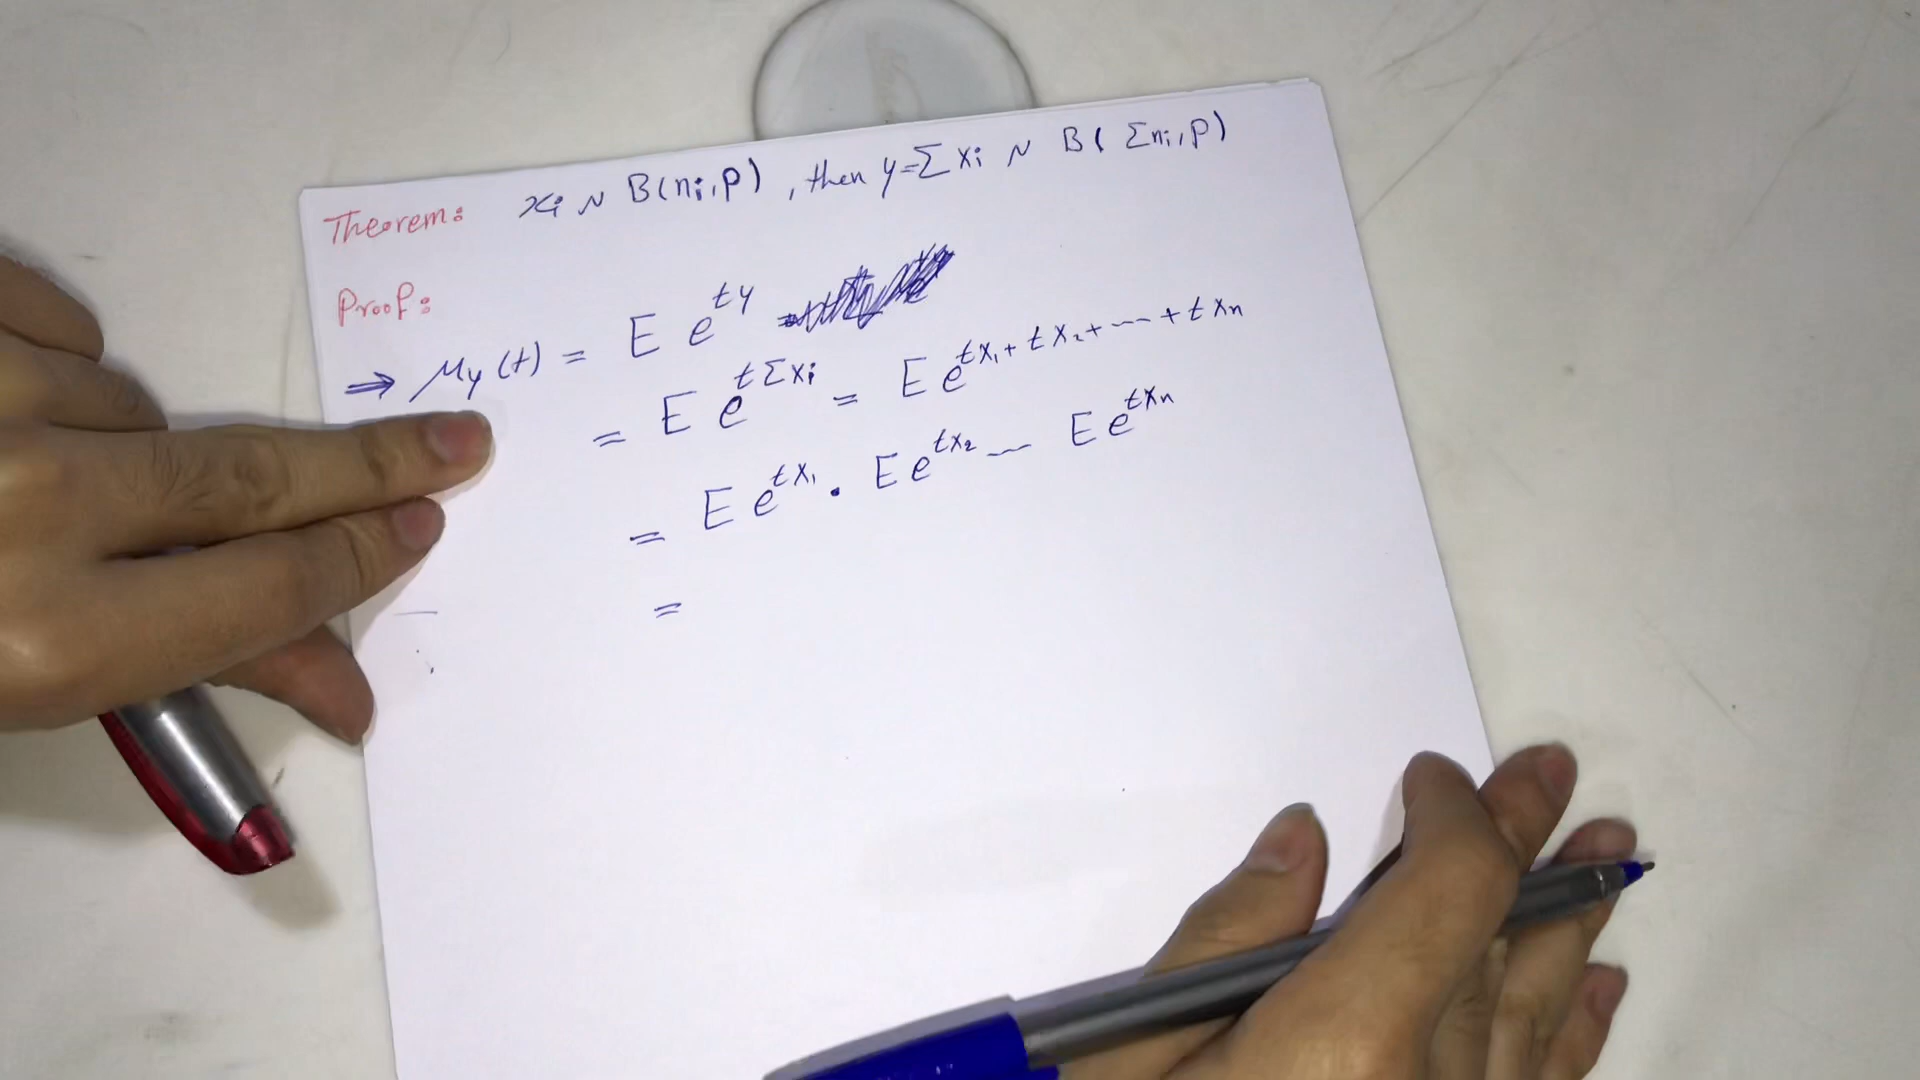 Theorem: xi ~ B(ni,p), then y=Σxi ~ B(Σni,p)
Proof:
⇒ My(t) = E e^ty
= E e^tΣxi = E e^tx1+tx2+---+txn
= E e^tx1 . E e^tx2 --- E e^txn
=